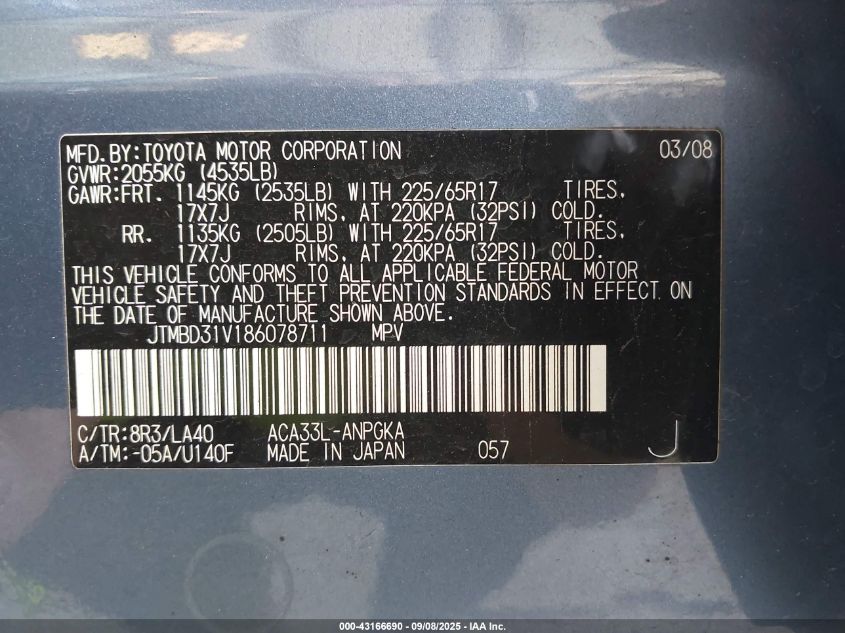 MFD. BY: TOYOTA MOTOR CORPORATION 03/08
GVWR: 2055KG (4535LB)
GAWR: FRT. 1145KG (2535LB) WITH 225/65R17 TIRES,
17X7J RIMS, AT 220KPA (32PSI) COLD.
RR. 1135KG (2505LB) WITH 225/65R17 TIRES,
17X7J RIMS, AT 220KPA (32PSI) COLD.
THIS VEHICLE CONFORMS TO ALL APPLICABLE FEDERAL MOTOR
VEHICLE SAFETY AND THEFT PREVENTION STANDARDS IN EFFECT ON
THE DATE OF MANUFACTURE SHOWN ABOVE.
JTMBD31V186078711 MPV
C/TR: 8R3/LA40 ACA33L-ANPGKA
A/TM: -05A/U140F MADE IN JAPAN 057 J
000-43166690 - 09/08/2025 - IAA Inc.